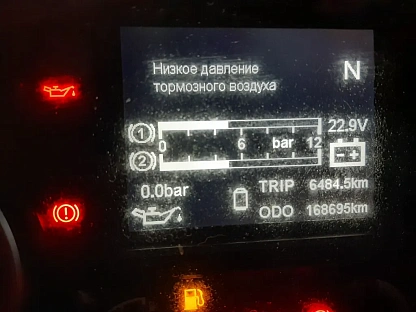 Низкое давление
тормозного воздуха
N
1
22.9V
0 6 bar 12
2
0.0bar
TRIP 6484.5km
ODO 168695km